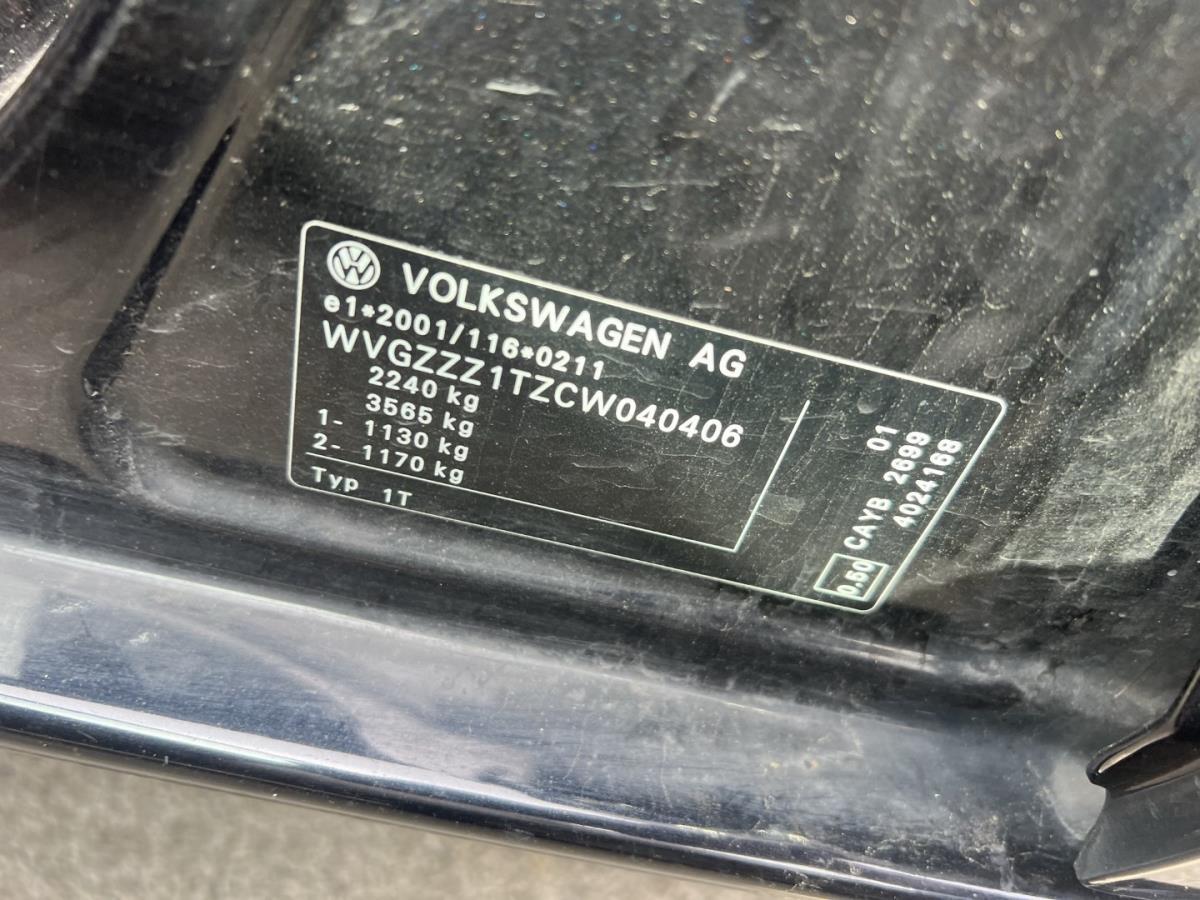 VOLKSWAGEN AG
e1*2001/116*0211
WVGZZZ1TZCW040406
2240 kg
3565 kg
1- 1130 kg
2- 1170 kg
Typ 1T
01
CAYB 2699
0.50 4024168